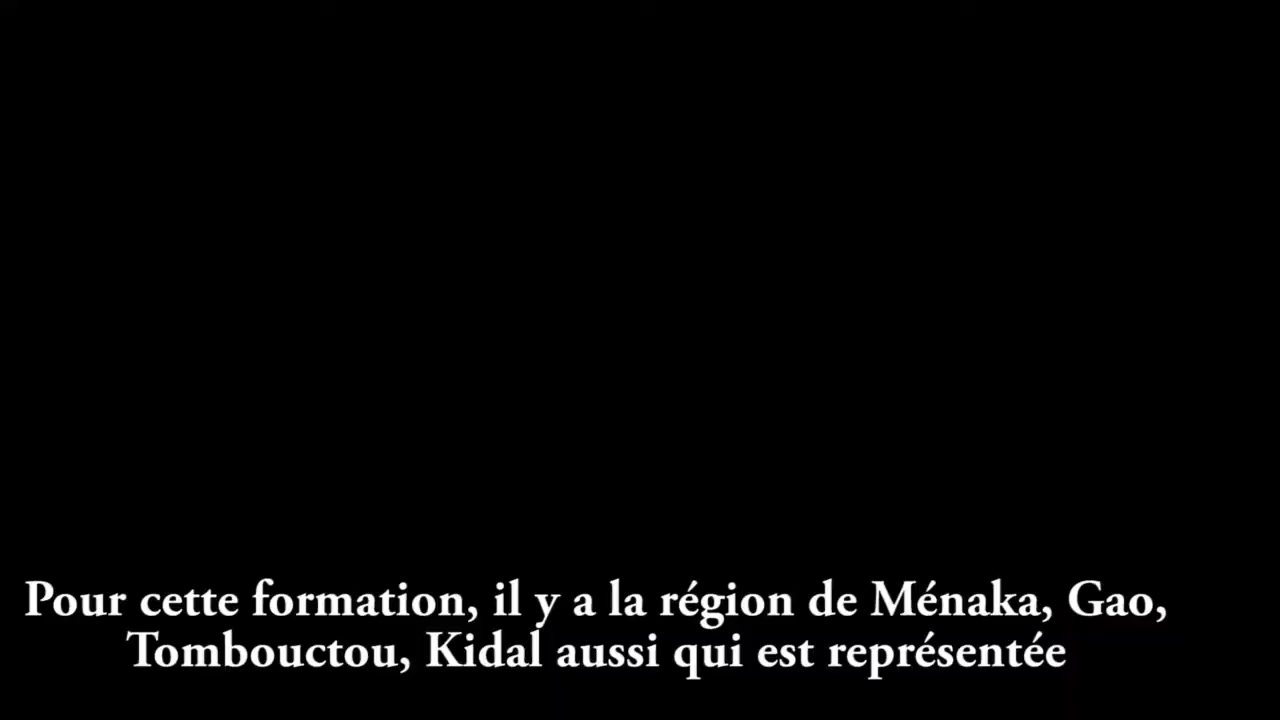 Pour cette formation, il y a la région de Ménaka, Gao,
Tombouctou, Kidal aussi qui est représentée